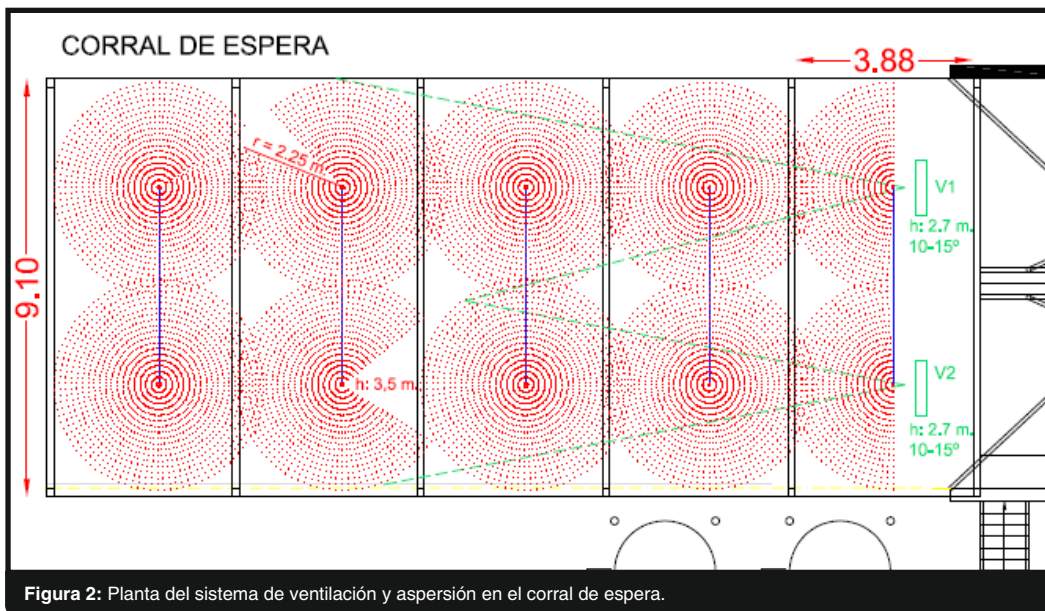 CORRAL DE ESPERA
3.88
r = 2.25 m
V1
h: 2.7 m.
10-15º
9.10
h: 3,5 m.
V2
h: 2.7 m.
10-15º
Figura 2: Planta del sistema de ventilación y aspersión en el corral de espera.